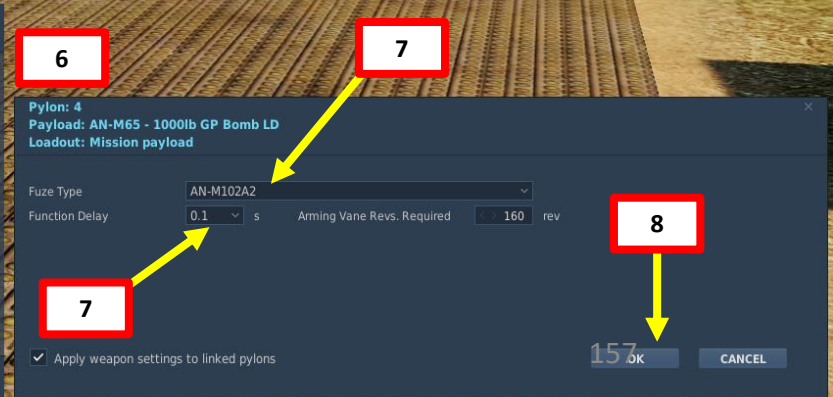 6
7
Pylon: 4
Payload: AN-M65 - 1000lb GP Bomb LD
Loadout: Mission payload
Fuze Type AN-M102A2
Function Delay 0.1 s Arming Vane Revs. Required 160 rev
8
7
Apply weapon settings to linked pylons
157
OK CANCEL